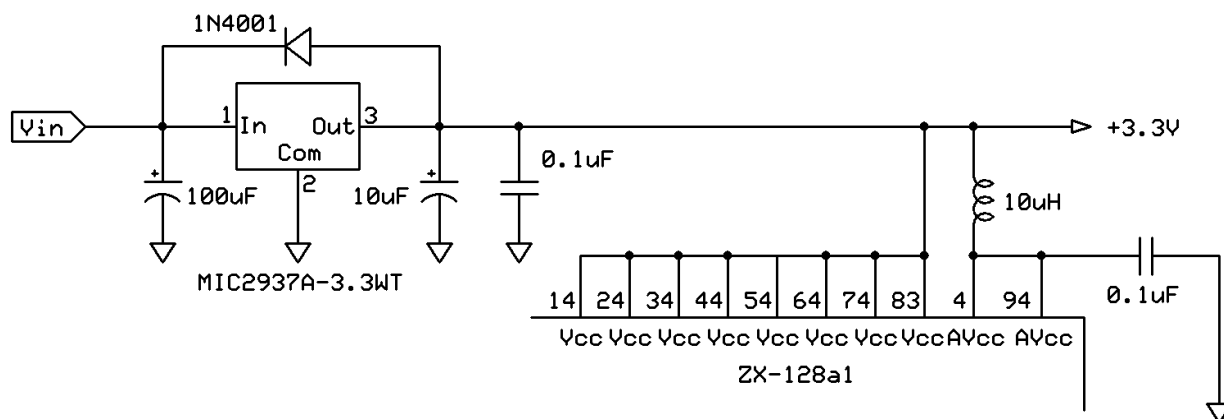 1N4001
Vin
1 In Out 3
Com
2
+
100uF
+
10uF
0.1uF
+3.3V
10uH
MIC2937A-3.3WT
0.1uF
14 24 34 44 54 64 74 83 4 94
Vcc Vcc Vcc Vcc Vcc Vcc Vcc Vcc AVcc AVcc
ZX-128a1